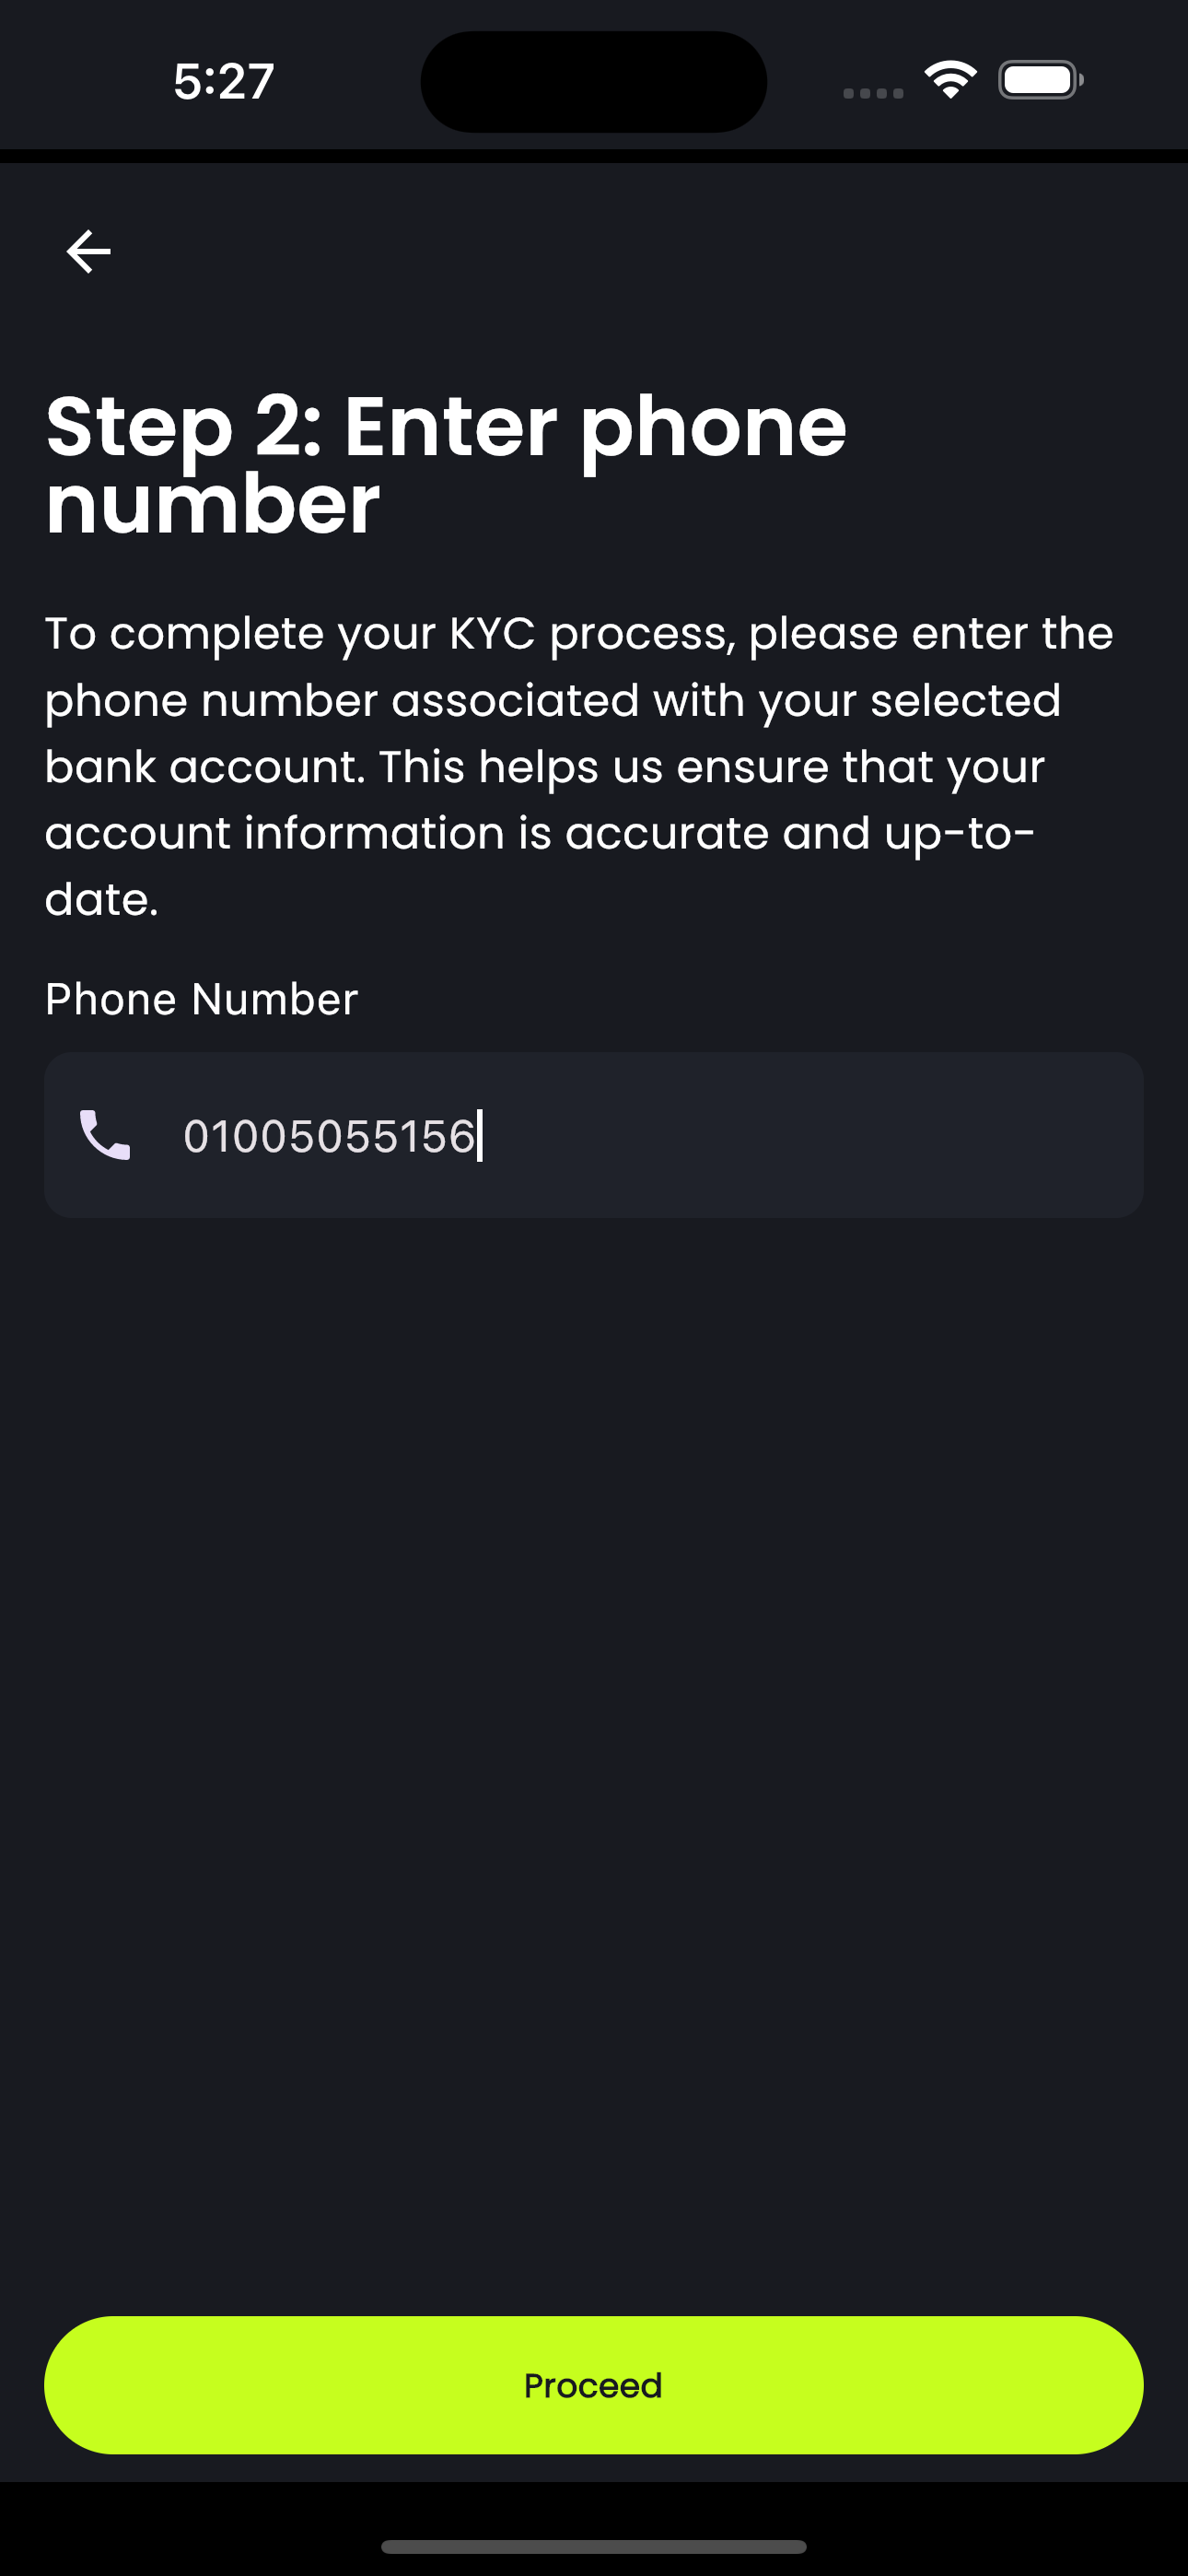 5:27
Step 2: Enter phone
number
To complete your KYC process, please enter the
phone number associated with your selected
bank account. This helps us ensure that your
account information is accurate and up-to-
date.
Phone Number
01005055156
Proceed